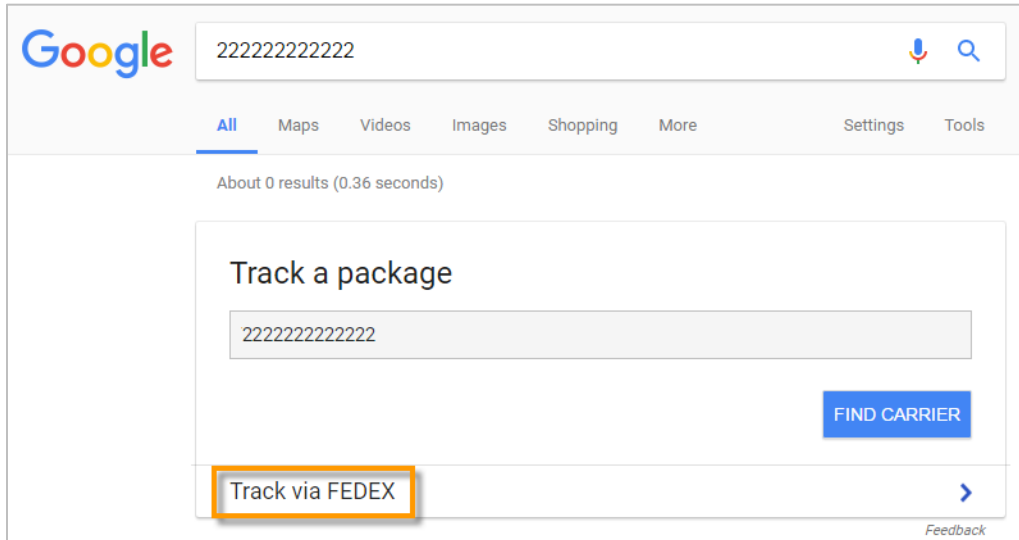 Google
222222222222
All Maps Videos Images Shopping More Settings Tools
About 0 results (0.36 seconds)
Track a package
2222222222222
FIND CARRIER
Track via FEDEX
Feedback